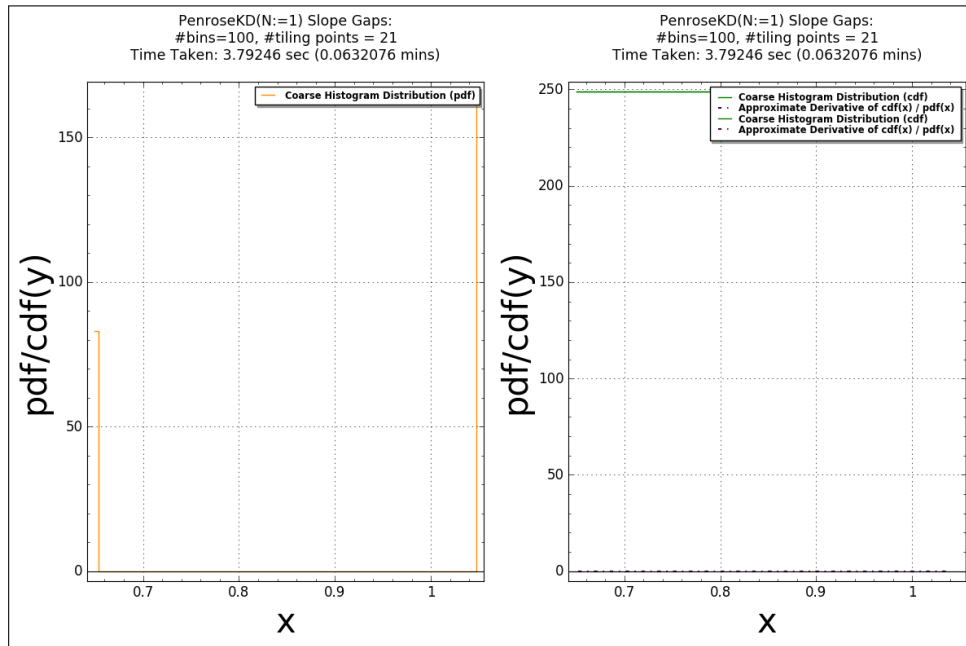 PenroseKD(N:=1) Slope Gaps:
#bins=100, #tiling points = 21
Time Taken: 3.79246 sec (0.0632076 mins)
Coarse Histogram Distribution (pdf)
150
100
50
0
0.7 0.8 0.9 1
pdf/cdf(y)
x
PenroseKD(N:=1) Slope Gaps:
#bins=100, #tiling points = 21
Time Taken: 3.79246 sec (0.0632076 mins)
Coarse Histogram Distribution (cdf)
Approximate Derivative of cdf(x) / pdf(x)
Coarse Histogram Distribution (cdf)
Approximate Derivative of cdf(x) / pdf(x)
250
200
150
100
50
0
0.7 0.8 0.9 1
pdf/cdf(y)
x